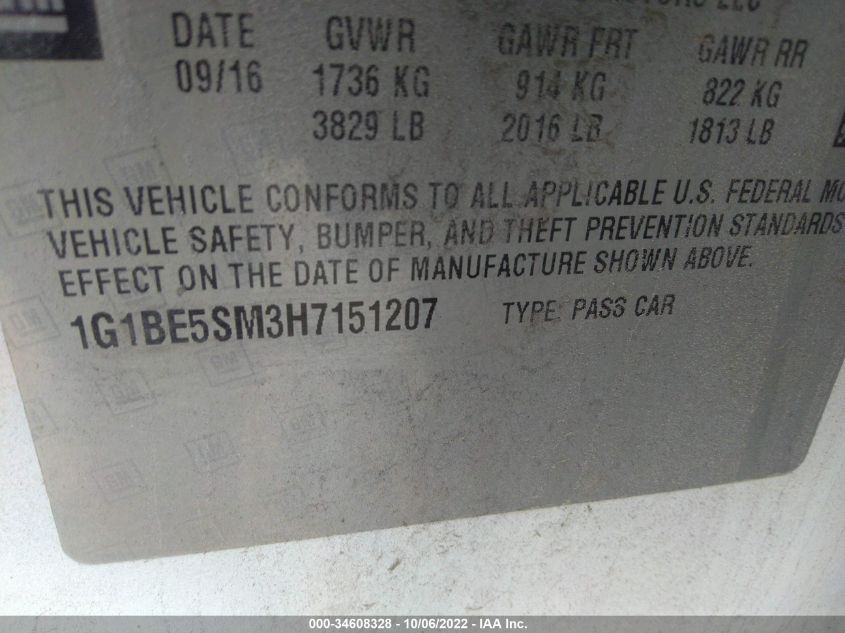 GM
DATE GVWR GAWR FRT GAWR RR
09/16 1736 KG 914 KG 822 KG
3829 LB 2016 LB 1813 LB
THIS VEHICLE CONFORMS TO ALL APPLICABLE U.S. FEDERAL MO
VEHICLE SAFETY, BUMPER, AND THEFT PREVENTION STANDARDS
EFFECT ON THE DATE OF MANUFACTURE SHOWN ABOVE.
1G1BE5SM3H7151207 TYPE: PASS CAR
000-34608328 - 10/06/2022 - IAA Inc.